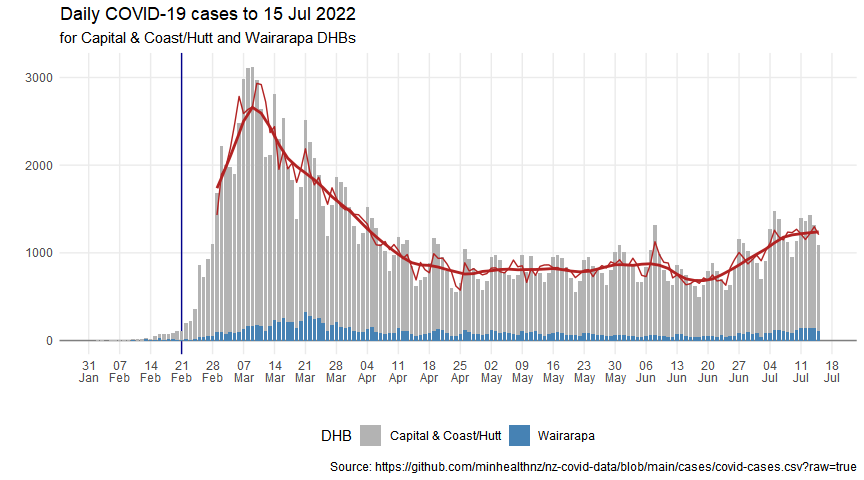 Daily COVID-19 cases to 15 Jul 2022
for Capital & Coast/Hutt and Wairarapa DHBs
3000
2000
1000
0
31 07 14 21 28 07 14 21 28 04 11 18 25 02 09 16 23 30 06 13 20 27 04 11 18
Jan Feb Feb Feb Feb Mar Mar Mar Mar Apr Apr Apr Apr May May May May May Jun Jun Jun Jun Jul Jul Jul
DHB Capital & Coast/Hutt Wairarapa
Source: https://github.com/minhealthnz/nz-covid-data/blob/main/cases/covid-cases.csv?raw=true